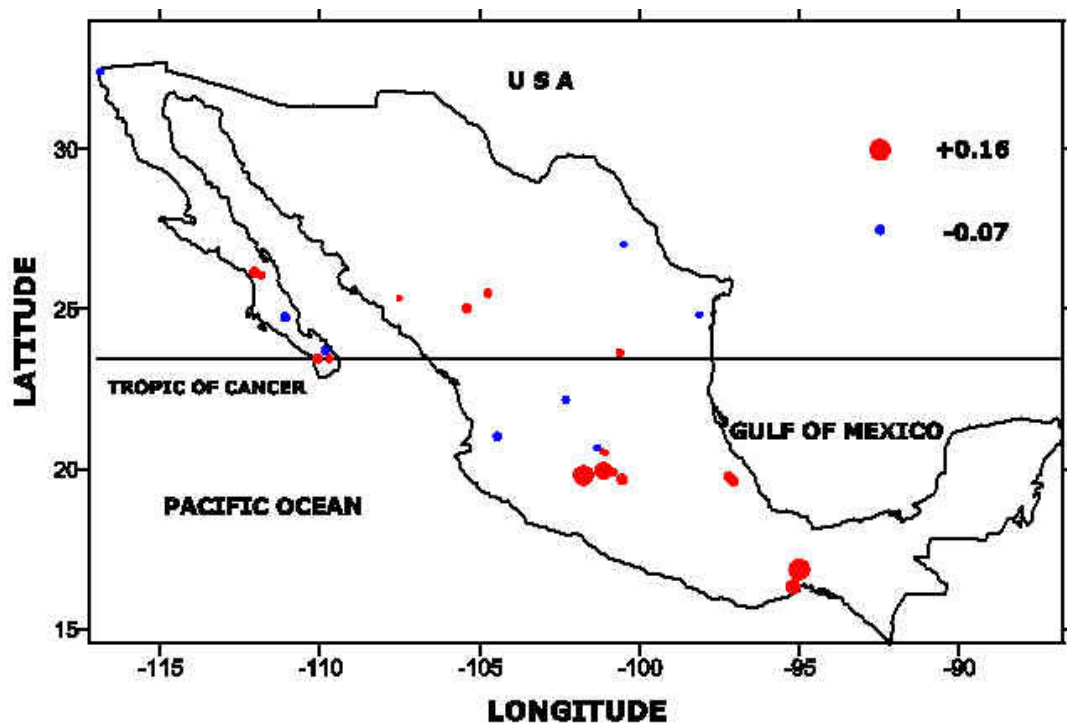 U S A
30
+0.16
-0.07
25
TROPIC OF CANCER
GULF OF MEXICO
20
PACIFIC OCEAN
15
LATITUDE
-115 -110 -105 -100 -95 -90
LONGITUDE